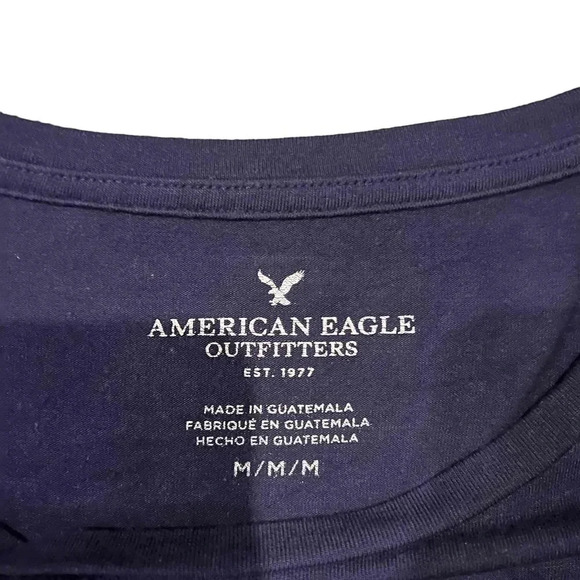 AMERICAN EAGLE
OUTFITTERS
EST. 1977
MADE IN GUATEMALA
FABRIQUÉ EN GUATEMALA
HECHO EN GUATEMALA
M/M/M